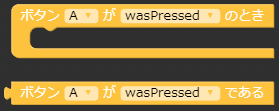 ボタン A が wasPressed のとき
ボタン A が wasPressed である